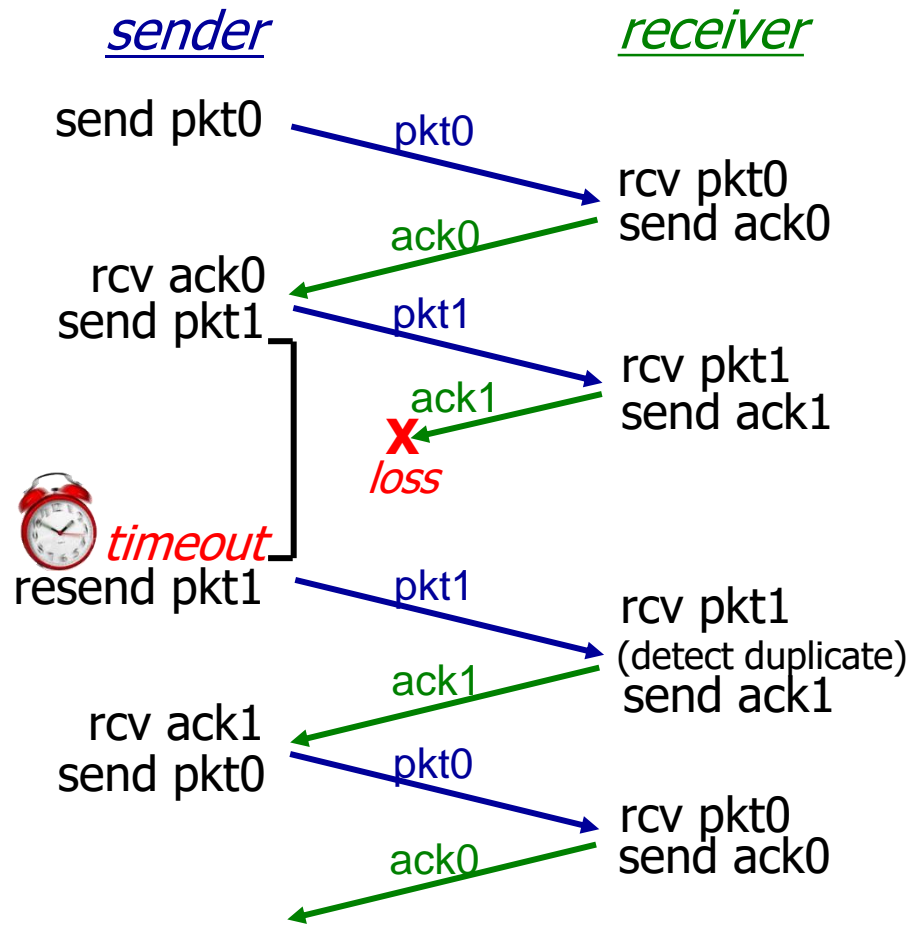 sender
receiver
send pkt0
pkt0
rcv pkt0
send ack0
ack0
rcv ack0
send pkt1
pkt1
rcv pkt1
send ack1
ack1
X
loss
timeout
resend pkt1
pkt1
rcv pkt1
(detect duplicate)
send ack1
ack1
rcv ack1
send pkt0
pkt0
rcv pkt0
send ack0
ack0